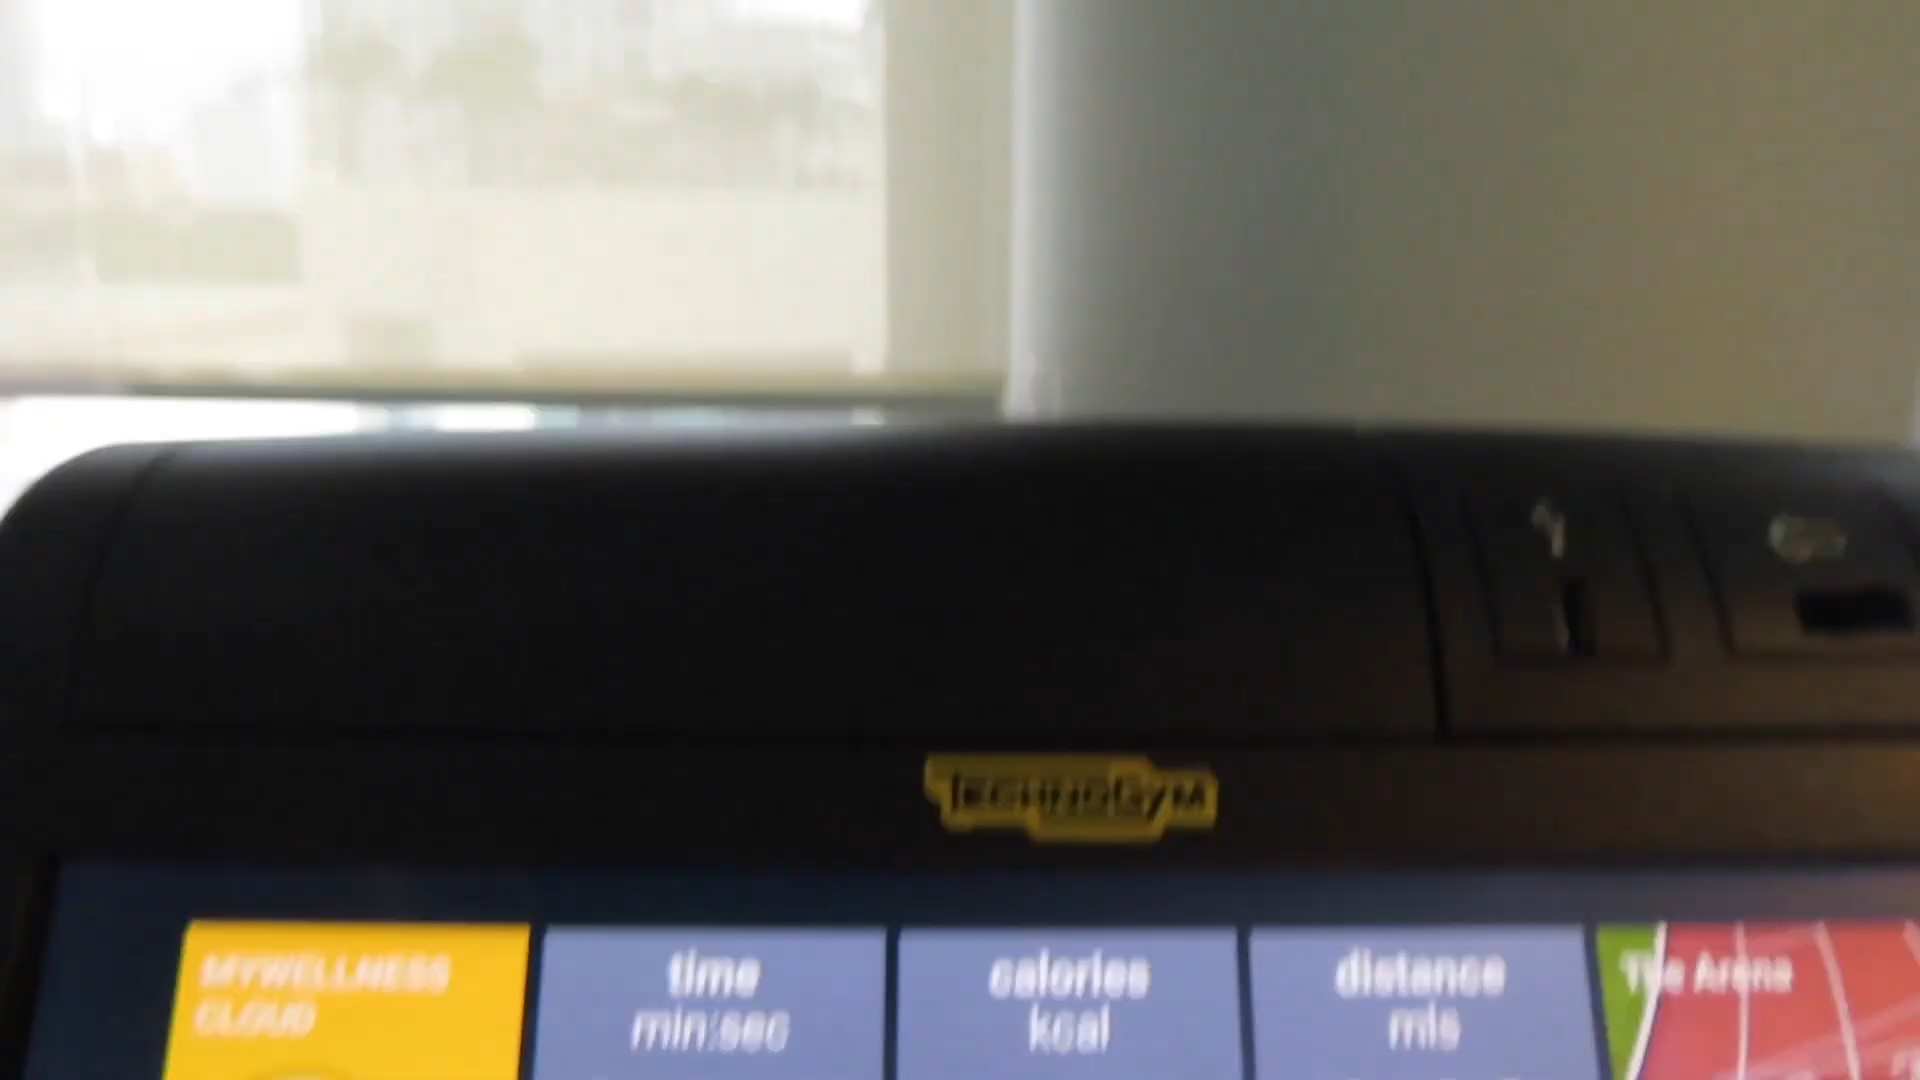 TECHNOGYM
MYWELLNESS
CLOUD
time
min:sec
calories
kcal
distance
mls
The Arena